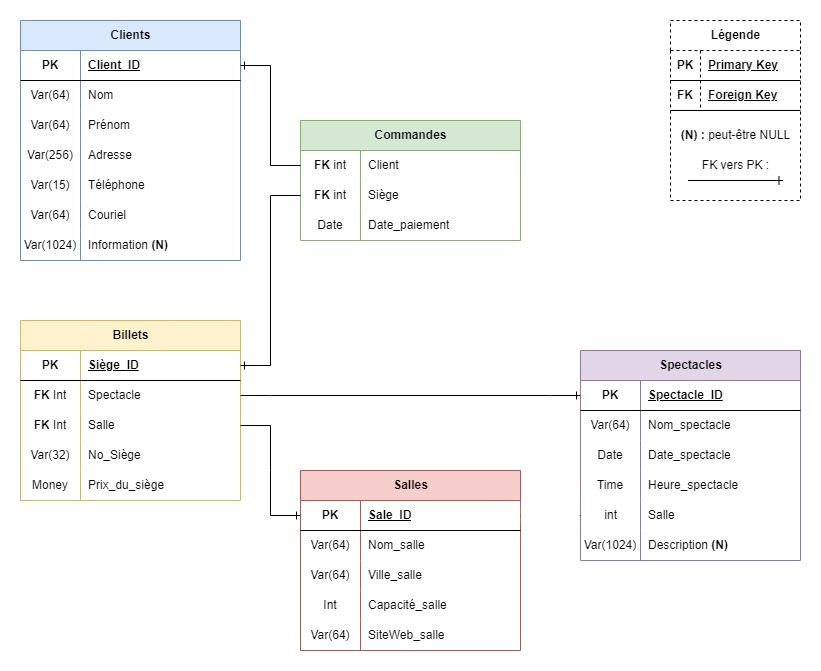 Clients
PK Client_ID
Var(64) Nom
Var(64) Prénom
Var(256) Adresse
Var(15) Téléphone
Var(64) Couriel
Var(1024) Information (N)
Commandes
FK int Client
FK int Siège
Date Date_paiement
Légende
PK Primary Key
FK Foreign Key
(N) : peut-être NULL
FK vers PK :
Billets
PK Siège_ID
FK Int Spectacle
FK Int Salle
Var(32) No_Siège
Money Prix_du_siège
Salles
PK Sale_ID
Var(64) Nom_salle
Var(64) Ville_salle
Int Capacité_salle
Var(64) SiteWeb_salle
Spectacles
PK Spectacle_ID
Var(64) Nom_spectacle
Date Date_spectacle
Time Heure_spectacle
int Salle
Var(1024) Description (N)